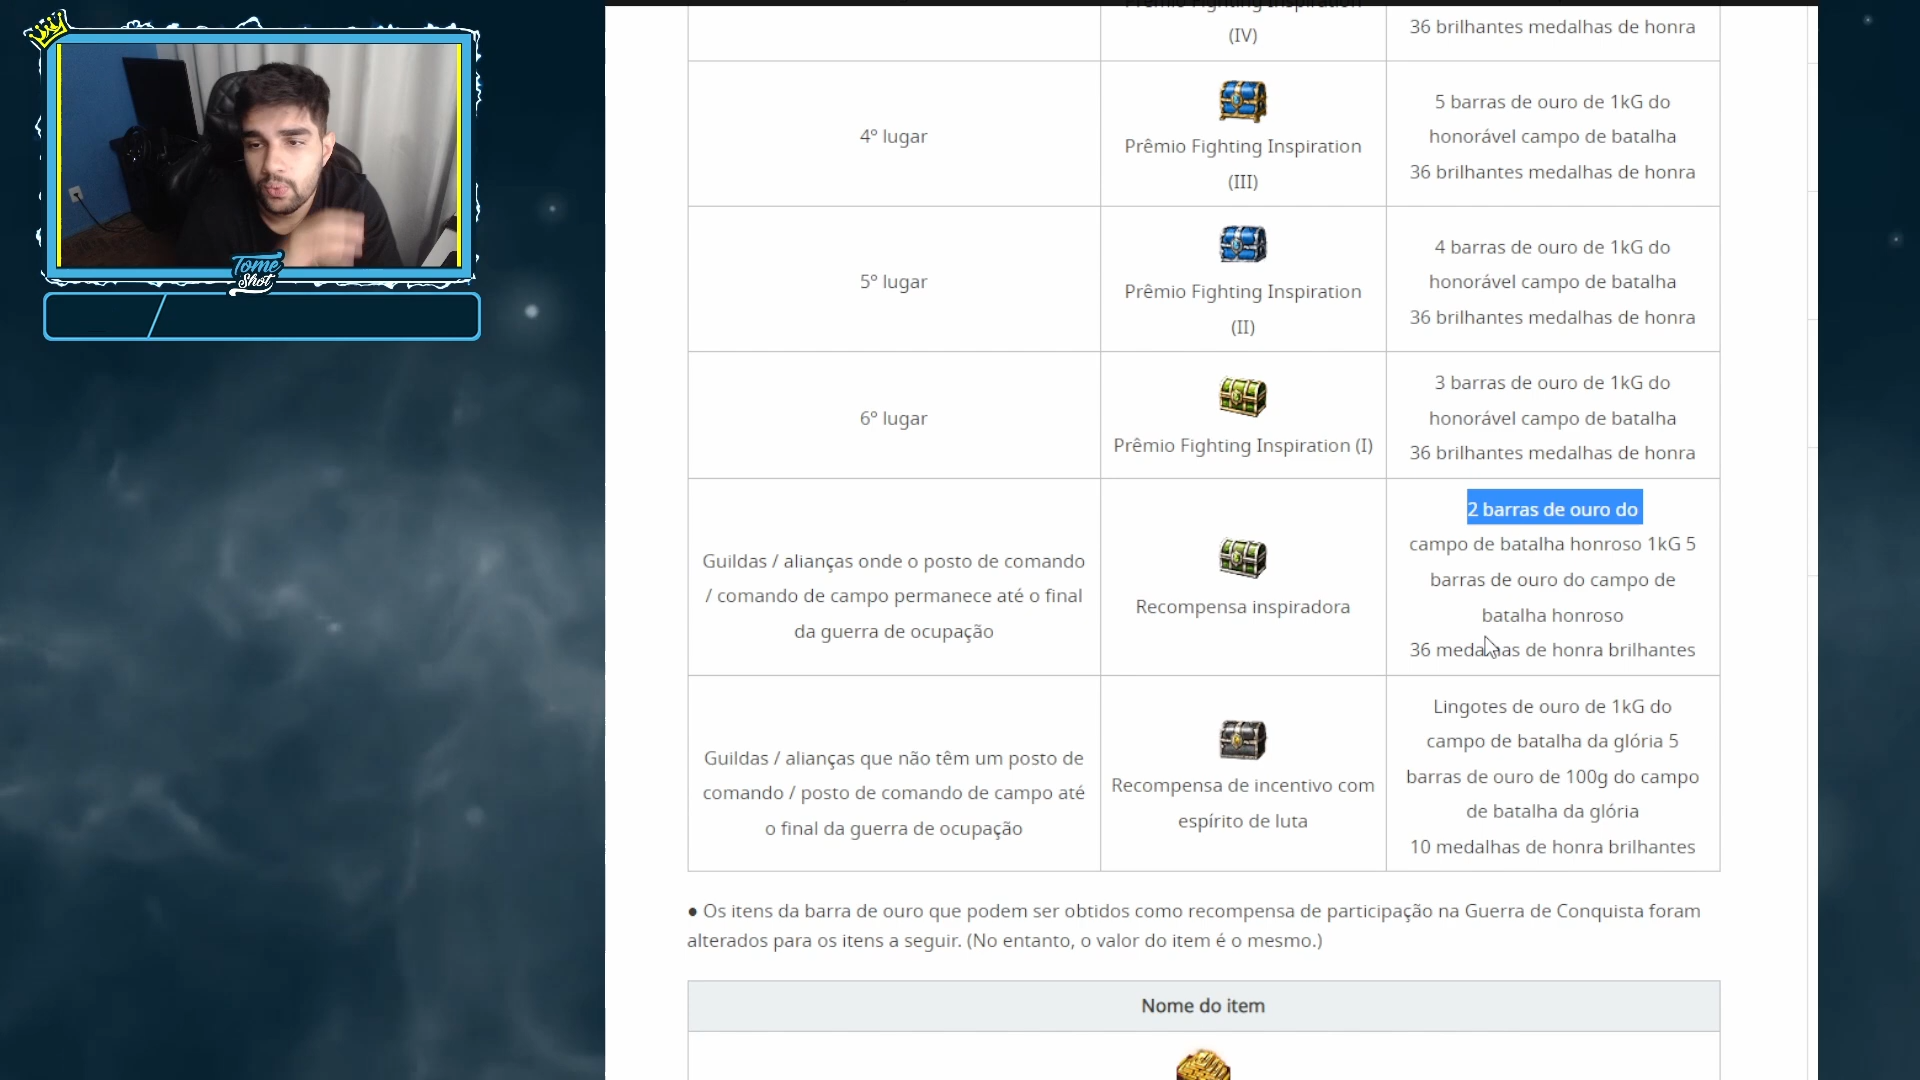 Prêmio Fighting Inspiration
(IV)
36 brilhantes medalhas de honra
4° lugar
Prêmio Fighting Inspiration
(III)
5 barras de ouro de 1kG do
honorável campo de batalha
36 brilhantes medalhas de honra
5° lugar
Prêmio Fighting Inspiration
(II)
4 barras de ouro de 1kG do
honorável campo de batalha
36 brilhantes medalhas de honra
6° lugar
Prêmio Fighting Inspiration (I)
3 barras de ouro de 1kG do
honorável campo de batalha
36 brilhantes medalhas de honra
Guildas / alianças onde o posto de comando
/ comando de campo permanece até o final
da guerra de ocupação
Recompensa inspiradora
2 barras de ouro do
campo de batalha honroso 1kG 5
barras de ouro do campo de
batalha honroso
36 medalhas de honra brilhantes
Guildas / alianças que não têm um posto de
comando / posto de comando de campo até
o final da guerra de ocupação
Recompensa de incentivo com
espírito de luta
Lingotes de ouro de 1kG do
campo de batalha da glória 5
barras de ouro de 100g do campo
de batalha da glória
10 medalhas de honra brilhantes
● Os itens da barra de ouro que podem ser obtidos como recompensa de participação na Guerra de Conquista foram
alterados para os itens a seguir. (No entanto, o valor do item é o mesmo.)
Nome do item
Tome
Shot